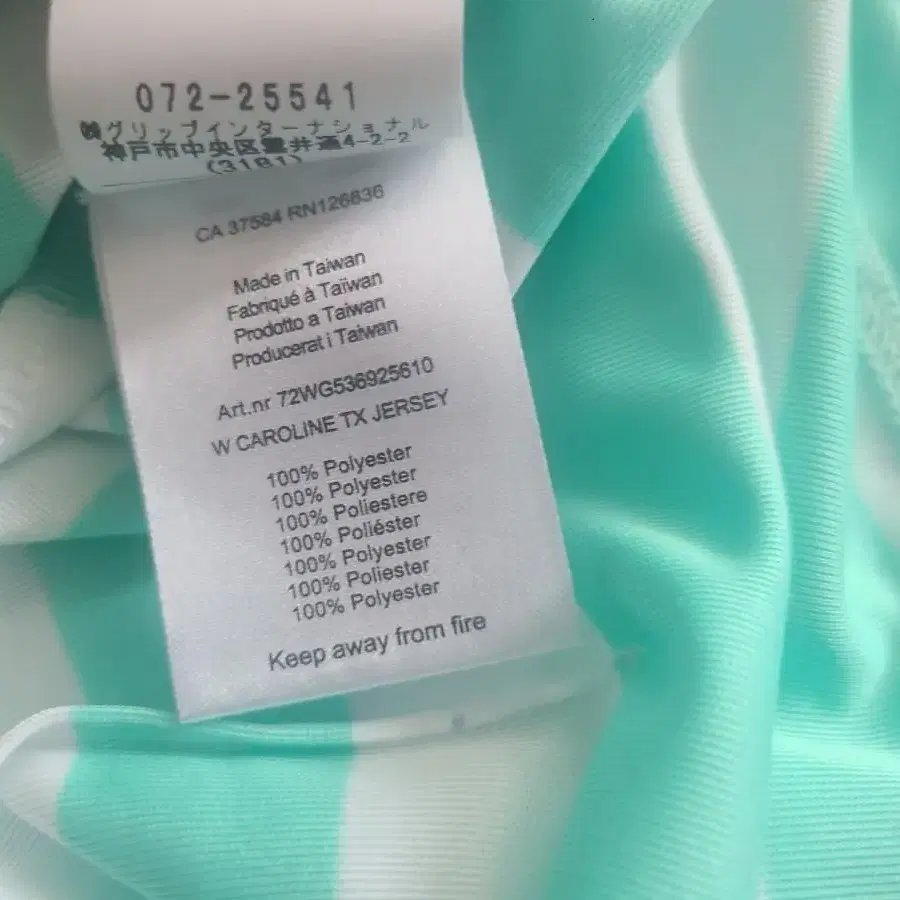 072-25541
㈱グリップインターナショナル
神戸市中央区雲井通4-2-2
(3181)
CA 37584 RN126636
Made in Taiwan
Fabriqué à Taïwan
Prodotto a Taiwan
Producerat i Taiwan
Art.nr 72WG536925610
W CAROLINE TX JERSEY
100% Polyester
100% Polyester
100% Poliestere
100% Poliéster
100% Polyester
100% Poliester
100% Polyester
Keep away from fire